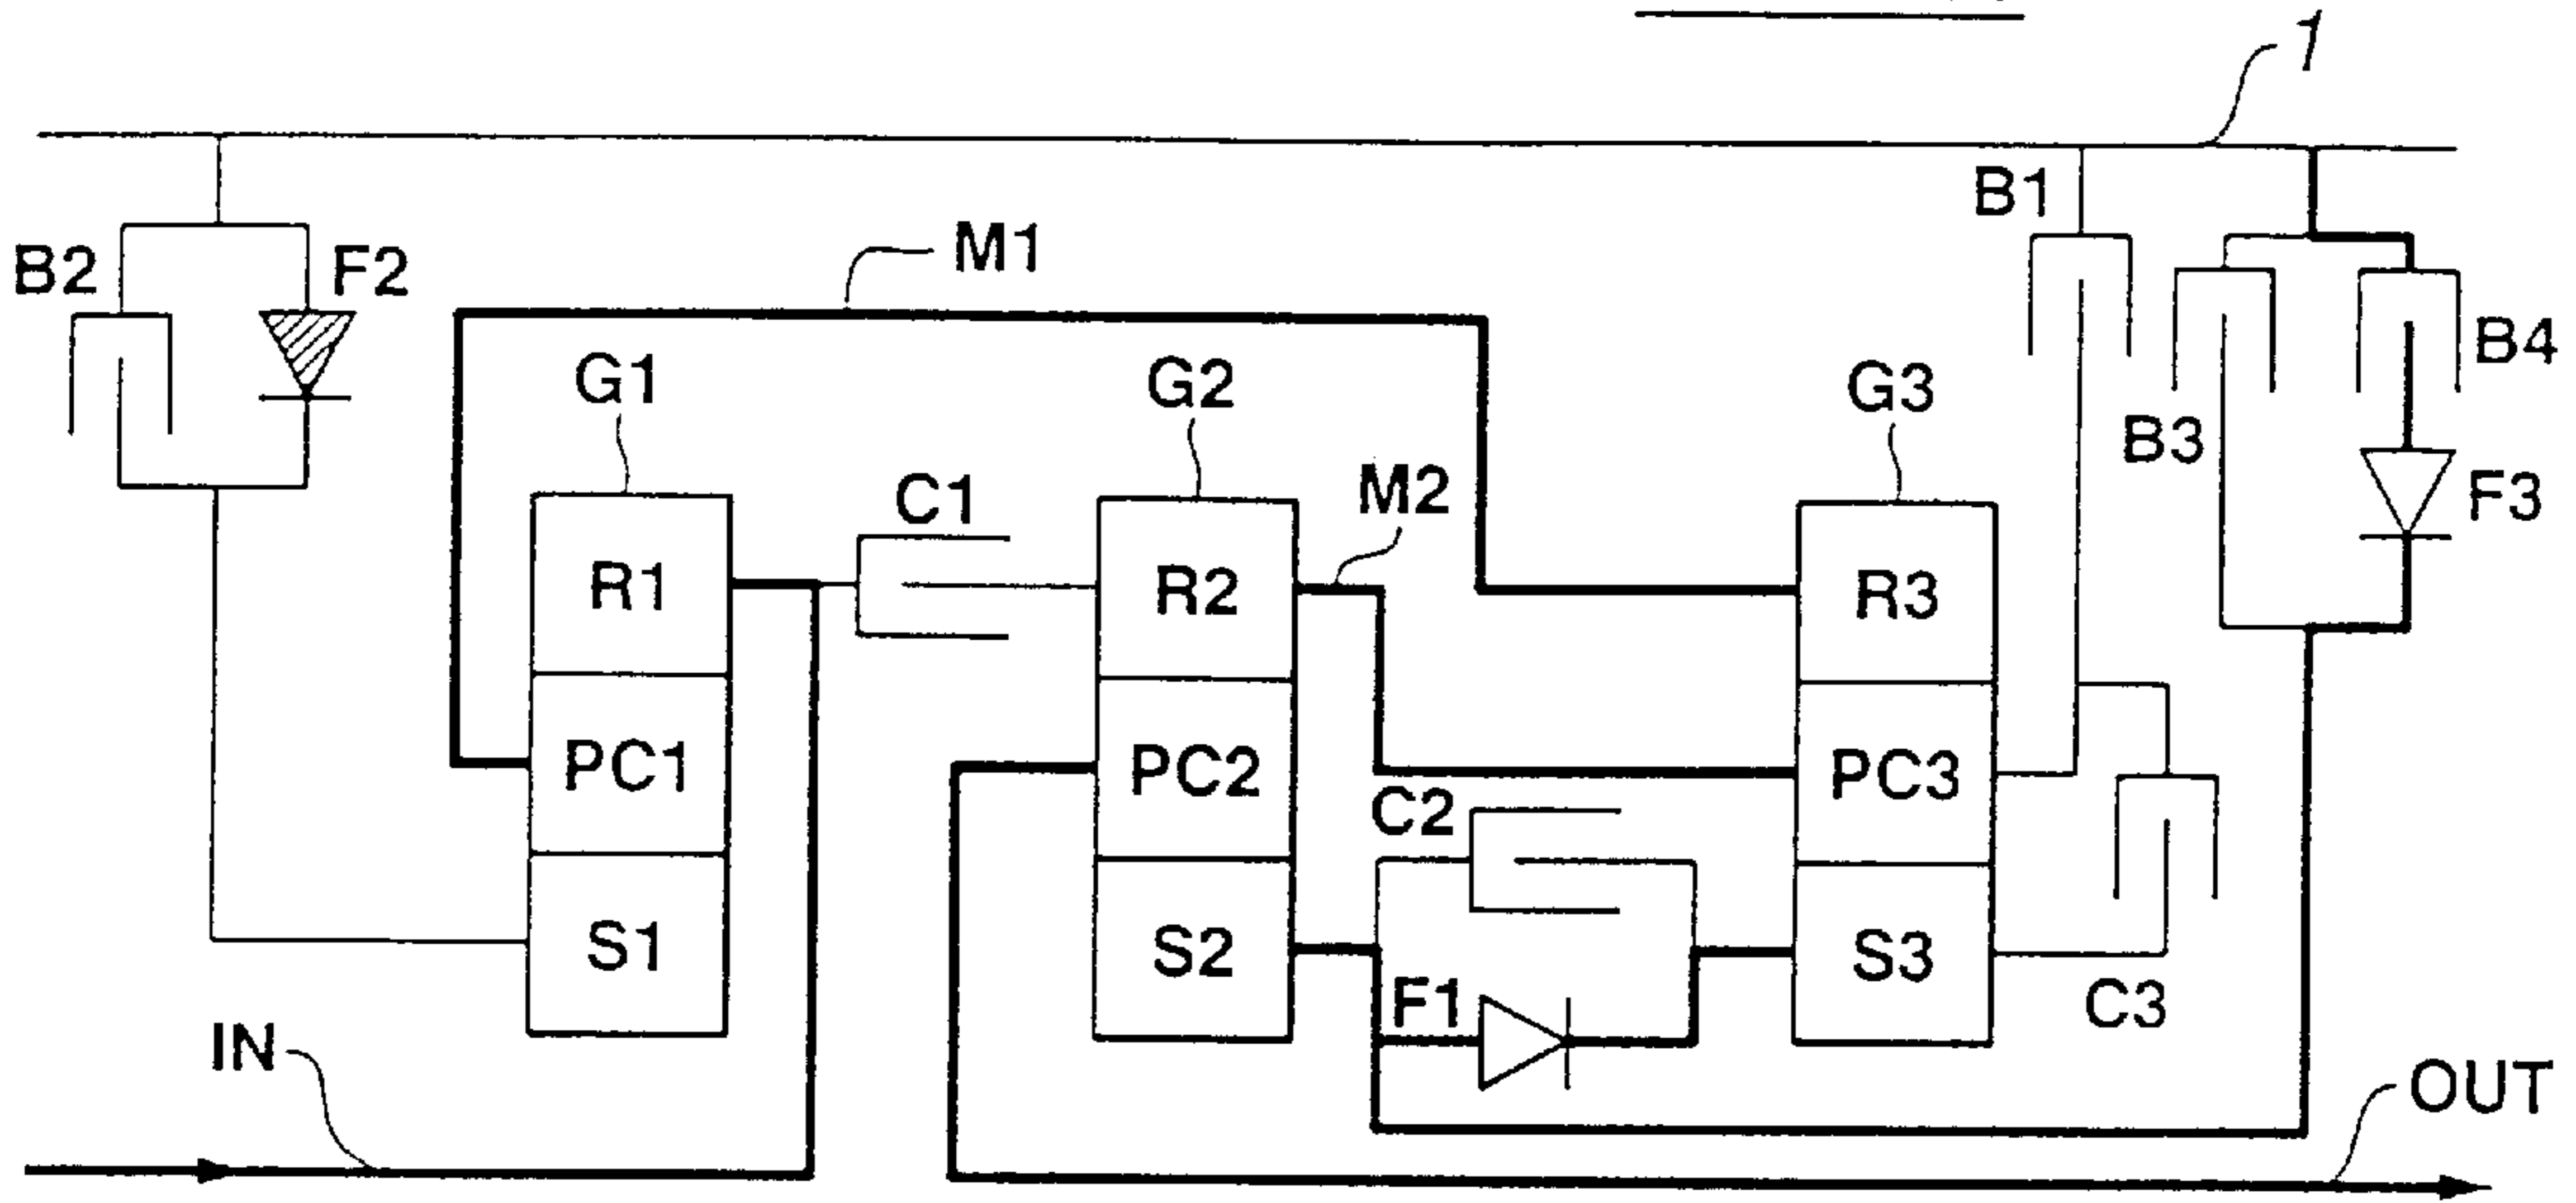 1
B1
M1
B2
F2
B4
G1
G2
G3
B3
C1
M2
F3
R1
R2
R3
PC1
PC2
PC3
C2
S1
S2
S3
F1
C3
IN
OUT